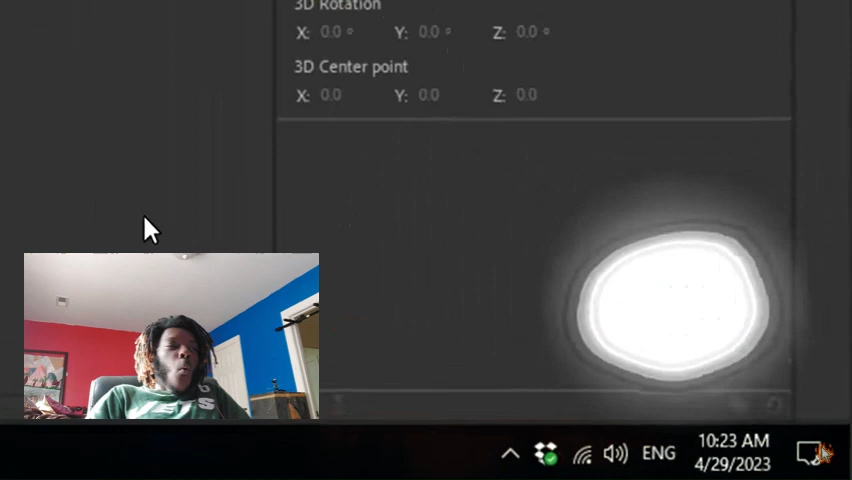 3D Rotation
X: 0.0 ° Y: 0.0 ° Z: 0.0 °
3D Center point
X: 0.0 Y: 0.0 Z: 0.0
ENG
10:23 AM
4/29/2023